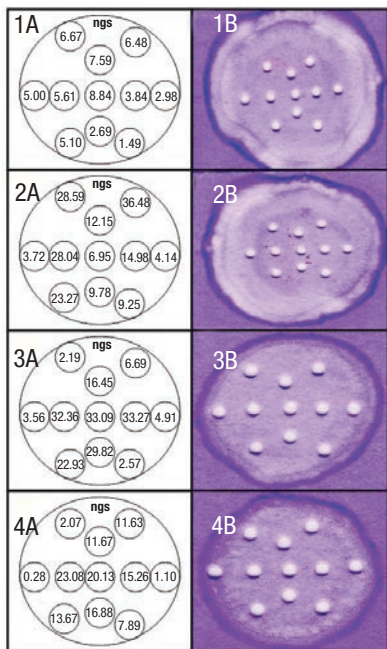 1A
ngs
6.67 6.48
7.59
5.00 5.61 8.84 3.84 2.98
2.69
5.10 1.49
1B
2A
ngs
28.59 36.48
12.15
3.72 28.04 6.95 14.98 4.14
9.78
23.27 9.25
2B
3A
ngs
2.19 6.69
16.45
3.56 32.36 33.09 33.27 4.91
29.82
22.93 2.57
3B
4A
ngs
2.07 11.63
11.67
0.28 23.08 20.13 15.26 1.10
16.88
13.67 7.89
4B